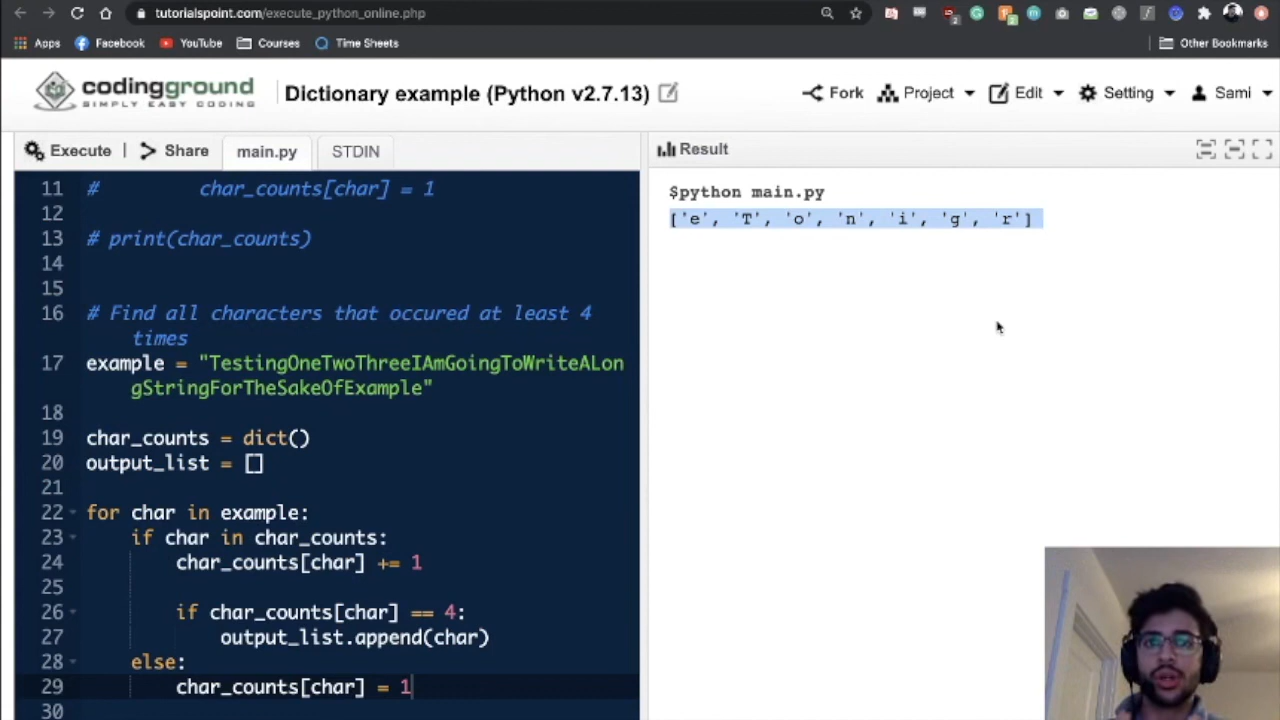 tutorialspoint.com/execute_python_online.php
Apps Facebook YouTube Courses Time Sheets Other Bookmarks
codingground
SIMPLY EASY CODING
Dictionary example (Python v2.7.13)
Fork Project Edit Setting Sami
Execute | Share main.py STDIN
Result
11 # char_counts[char] = 1
12
13 # print(char_counts)
14
15
16 # Find all characters that occured at least 4
times
17 example = "TestingOneTwoThreeIAmGoingToWriteALon
gStringForTheSakeOfExample"
18
19 char_counts = dict()
20 output_list = []
21
22 for char in example:
23 if char in char_counts:
24 char_counts[char] += 1
25
26 if char_counts[char] == 4:
27 output_list.append(char)
28 else:
29 char_counts[char] = 1
30
$python main.py
['e', 'T', 'o', 'n', 'i', 'g', 'r']